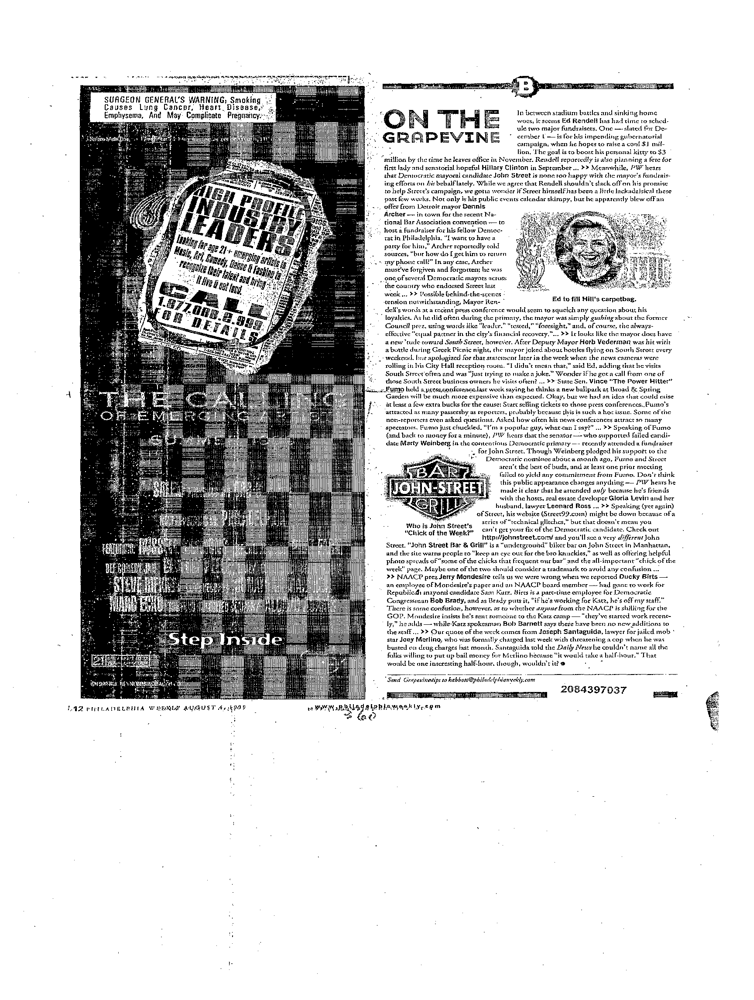 SURGEON GENERAL'S WARNING: Smoking
Causes Lung Cancer, Heart Disease,
Emphysema, And May Complicate Pregnancy.
HIGH PROFILE
INDUSTRY
LEADERS
looking for age 21+ emerging artists in
Music, Art, Comedy, Dance & Fashion to
recognize their talent and bring
it live & out loud
CALL
FOR DETAILS
THE GATHERING
OF EMERGING
Step Inside
21
B
ON THE
GRAPEVINE
In between stadium battles and sinking home
woes, it seems Ed Rendell has had time to sched-
ule two major fundraisers. One — slated for De-
cember 1 — is for his impending gubernatorial
campaign, when he hopes to raise a cool $1 mil-
lion. The goal is to boost his personal kitty to $3
million by the time he leaves office in November. Rendell reportedly is also planning a fete for
first lady and senatorial hopeful Hillary Clinton in September ... >> Meanwhile, PW hears
that Democratic mayoral candidate John Street is none too happy with the mayor's fundrais-
ing efforts on his behalf lately. While we agree that Rendell shouldn't slack off on his promise
to help Street's campaign, we gotta wonder if Street himself has been a little lackadaisical these
past few weeks. Not only is his public events calendar skimpy, but he apparently blew off an
offer from Detroit mayor Dennis
Archer — in town for the recent Na-
tional Bar Association convention — to
host a fundraiser for his fellow Democ-
rat in Philadelphia. "I want to have a
party for him," Archer reportedly told
sources, "but how do I get him to return
my phone call?" In any case, Archer
must've forgiven and forgotten; he was
one of several Democratic mayors across
the country who endorsed Street last
week ... >> Possible behind-the-scenes
tension notwithstanding, Mayor Ren-
Ed to fill Hill's carpetbag.
dell's words at a recent press conference would seem to squelch any question about his
loyalties. As he did often during the primary, the mayor was simply gushing about the former
Council prez, using words like "leader," "tested," "foresight," and, of course, the always-
effective "equal partner in the city's financial recovery."... >> It looks like the mayor does have
a new 'tude toward South Street, however. After Deputy Mayor Herb Vederman was hit with
a bottle during Greek Picnic night, the mayor joked about bottles flying on South Street every
weekend, but apologized for that statement later in the week when the news cameras were
rolling in his City Hall reception room. "I didn't mean that," said Ed, adding that he visits
South Street often and was "just trying to make a joke." Wonder if he got a call from one of
those South Street business owners he visits often? ... >> State Sen. Vince "The Power Hitter"
Fumo held a press conference last week saying he thinks a new ballpark at Broad & Spring
Garden will be much more expensive than expected. Okay, but we had an idea that could raise
at least a few extra bucks for the cause: Start selling tickets to those press conferences. Fumo's
attracted as many passersby as reporters, probably because this is such a hot issue. Some of the
non-reporters even asked questions. Asked how often his news conferences attract so many
spectators, Fumo just chuckled. "I'm a popular guy, what can I say?" ... >> Speaking of Fumo
(and back to money for a minute), PW hears that the senator — who supported failed candi-
date Marty Weinberg in the contentious Democratic primary — recently attended a fundraiser
for John Street. Though Weinberg pledged his support to the
Democratic nominee about a month ago, Fumo and Street
aren't the best of buds, and at least one prior meeting
failed to yield any commitment from Fumo. Don't think
this public appearance changes anything — PW hears he
made it clear that he attended only because he's friends
with the hosts, real estate developer Gloria Levin and her
husband, lawyer Leonard Ross ... >> Speaking (yet again)
of Street, his website (Street99.com) might be down because of a
series of "technical glitches," but that doesn't mean you
can't get your fix of the Democratic candidate. Check out
http://johnstreet.com/ and you'll see a very different John
BAR
JOHN-STREET
GRILL
Who is John Street's
"Chick of the Week?"
Street. "John Street Bar & Grill" is a "underground" biker bar on John Street in Manhattan,
and the site warns people to "keep an eye out for the bro knuckles," as well as offering helpful
photo spreads of "some of the chicks that frequent our bar" and the all-important "chick of the
week" page. Maybe one of the two should consider a trademark to avoid any confusion ...
>> NAACP prez Jerry Mondesire tells us we were wrong when we reported Ducky Birts —
an employee of Mondesire's paper and an NAACP board member — had gone to work for
Republican mayoral candidate Sam Katz. Birts is a part-time employee for Democratic
Congressman Bob Brady, and as Brady puts it, "if he's working for Katz, he's off my staff."
There is some confusion, however, as to whether anyone from the NAACP is shilling for the
GOP. Mondesire insists he's sent someone to the Katz camp — "they've started work recent-
ly," he adds — while Katz spokesman Bob Barnett says there have been no new additions to
the staff ... >> Our quote of the week comes from Joseph Santaguida, lawyer for jailed mob
star Joey Merlino, who was formally charged last week with threatening a cop when he was
busted on drug charges last month. Santaguida told the Daily News he couldn't name all the
folks willing to put up bail money for Merlino because "it would take a half-hour." That
would be one interesting half-hour, though, wouldn't it?
Send Grapevine tips to
2084397037
12 PHILADELPHIA WEEKLY AUGUST
www.philadelphiaweekly.com